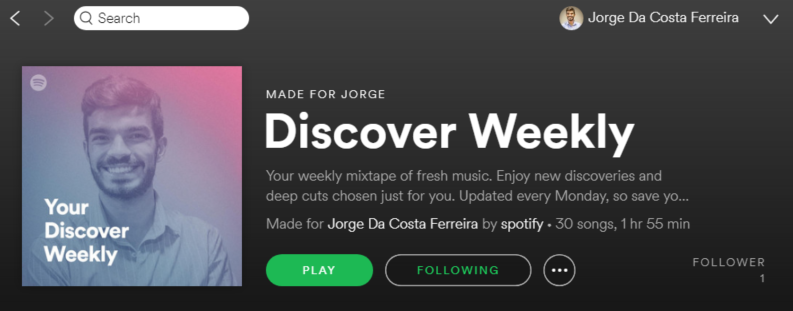 Search
Jorge Da Costa Ferreira
MADE FOR JORGE
Discover Weekly
Your weekly mixtape of fresh music. Enjoy new discoveries and
deep cuts chosen just for you. Updated every Monday, so save yo...
Made for Jorge Da Costa Ferreira by spotify • 30 songs, 1 hr 55 min
Your
Discover
Weekly
PLAY
FOLLOWING
FOLLOWER
1